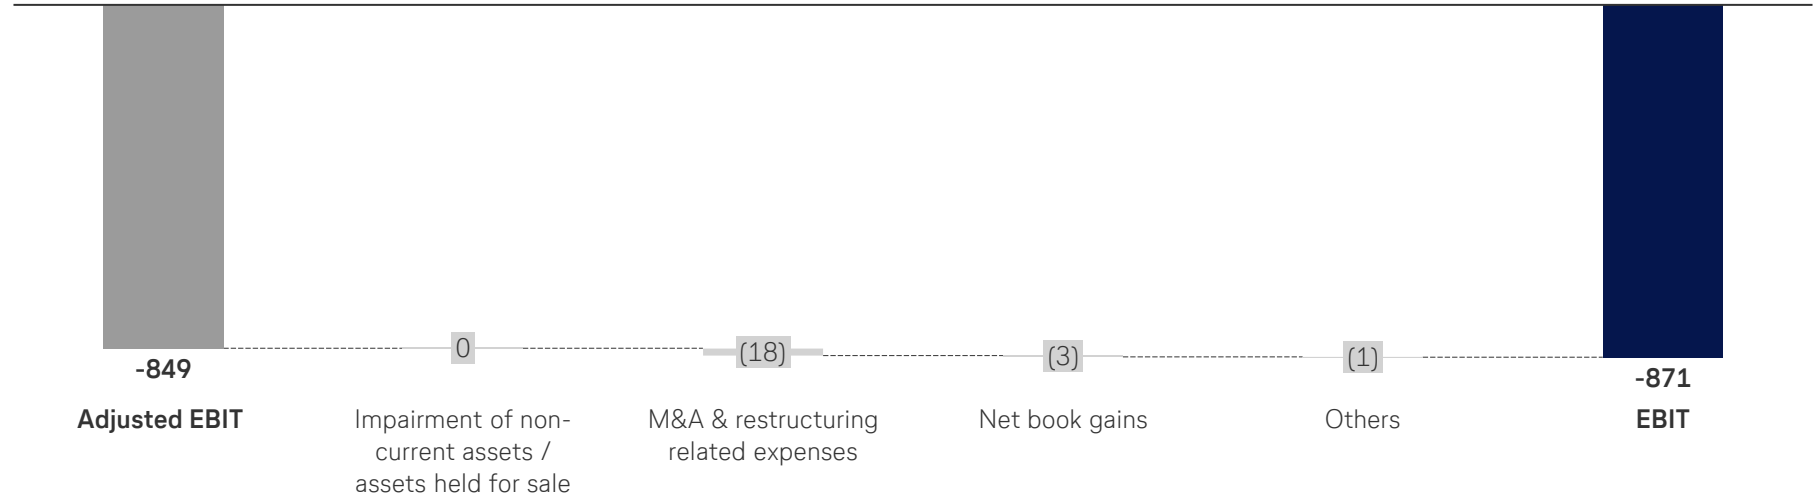 0
(18)
(3)
(1)
-849
-871
Adjusted EBIT
Impairment of non-
current assets /
assets held for sale
M&A & restructuring
related expenses
Net book gains
Others
EBIT